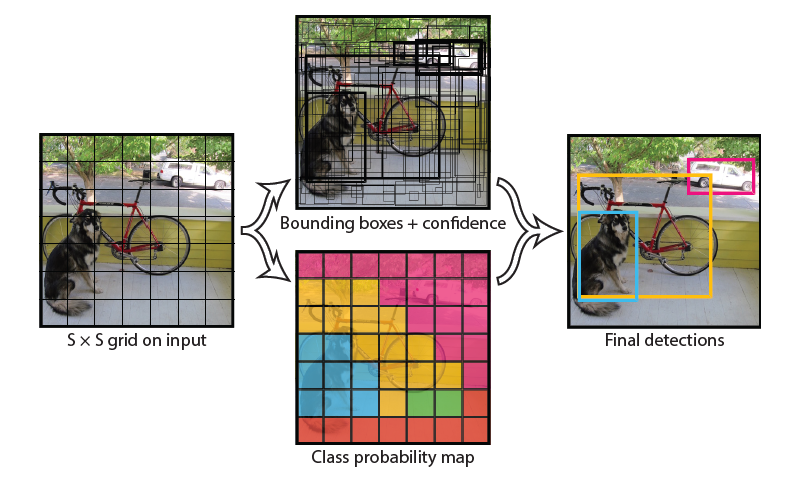 S × S grid on input
Bounding boxes + confidence
Class probability map
Final detections